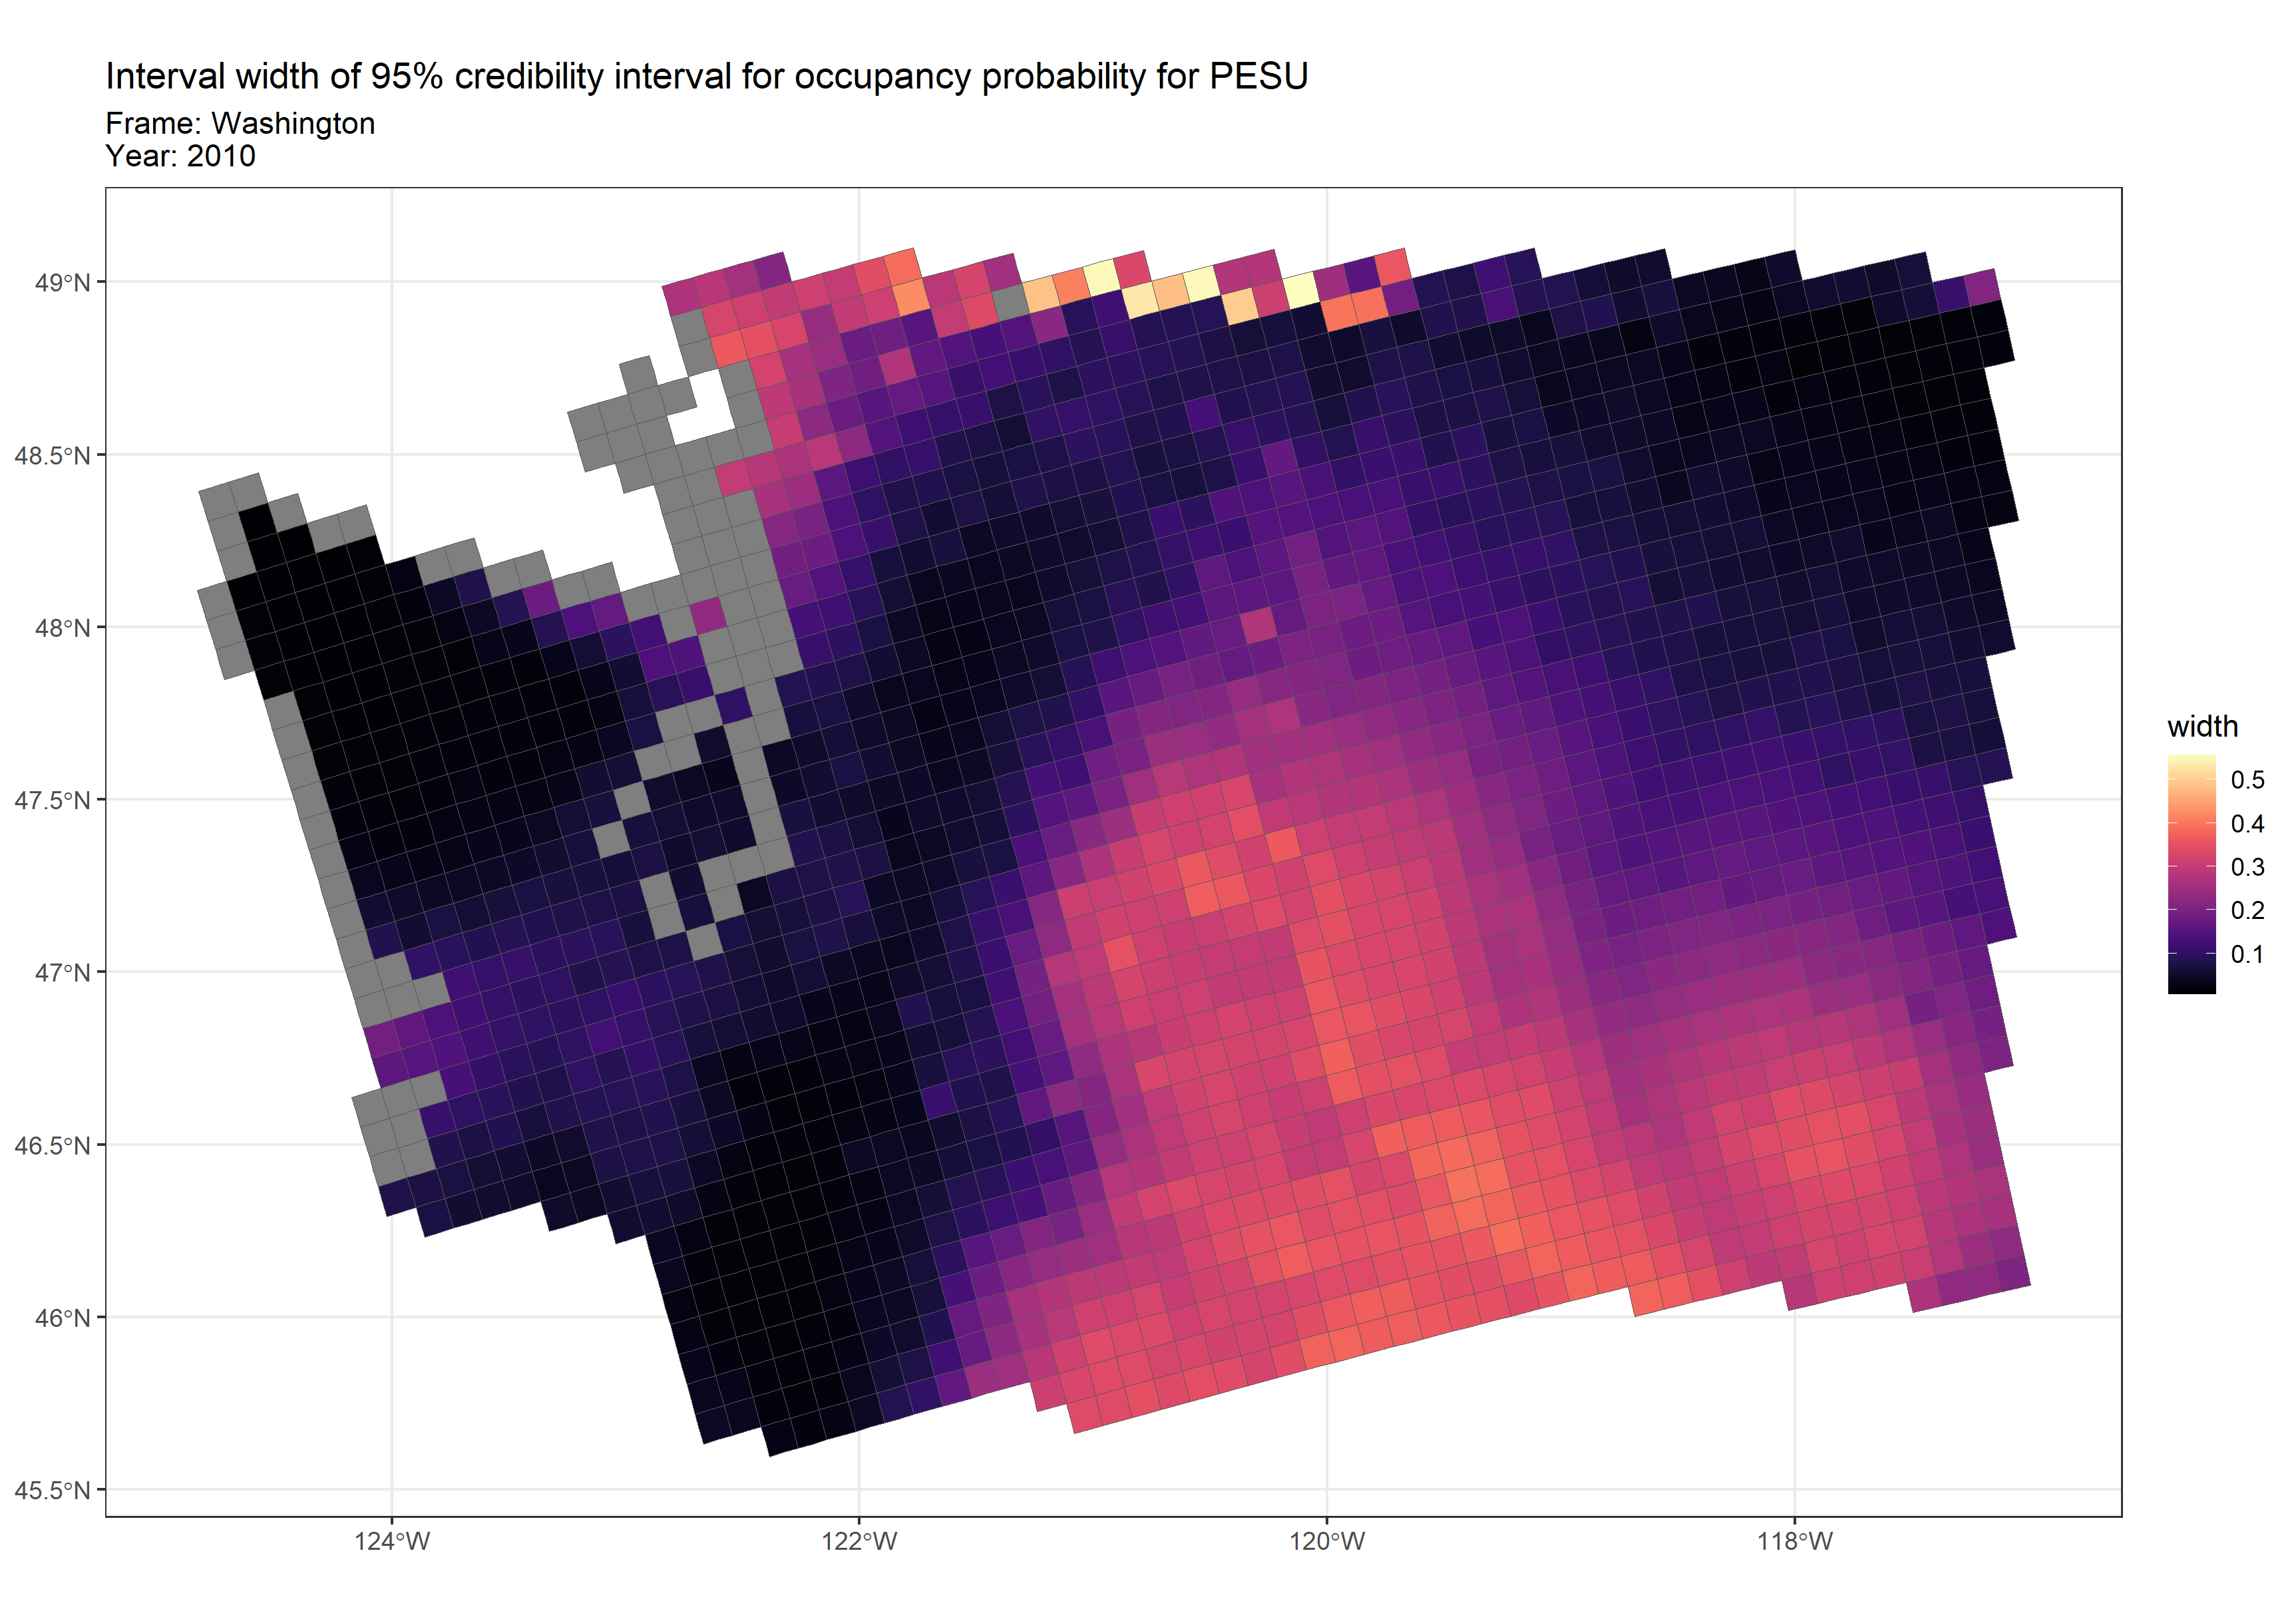 Interval width of 95% credibility interval for occupancy probability for PESU
Frame: Washington
Year: 2010
49°N
48.5°N
48°N
47.5°N
47°N
46.5°N
46°N
45.5°N
124°W
122°W
120°W
118°W
width
0.5
0.4
0.3
0.2
0.1